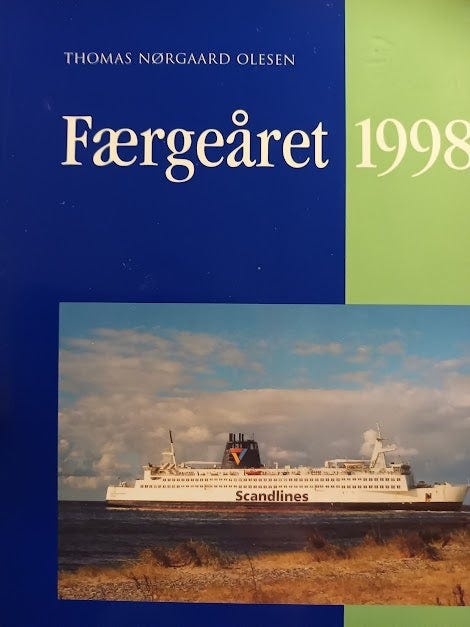 THOMAS NØRGAARD OLESEN
Færgeåret 1998
Scandlines